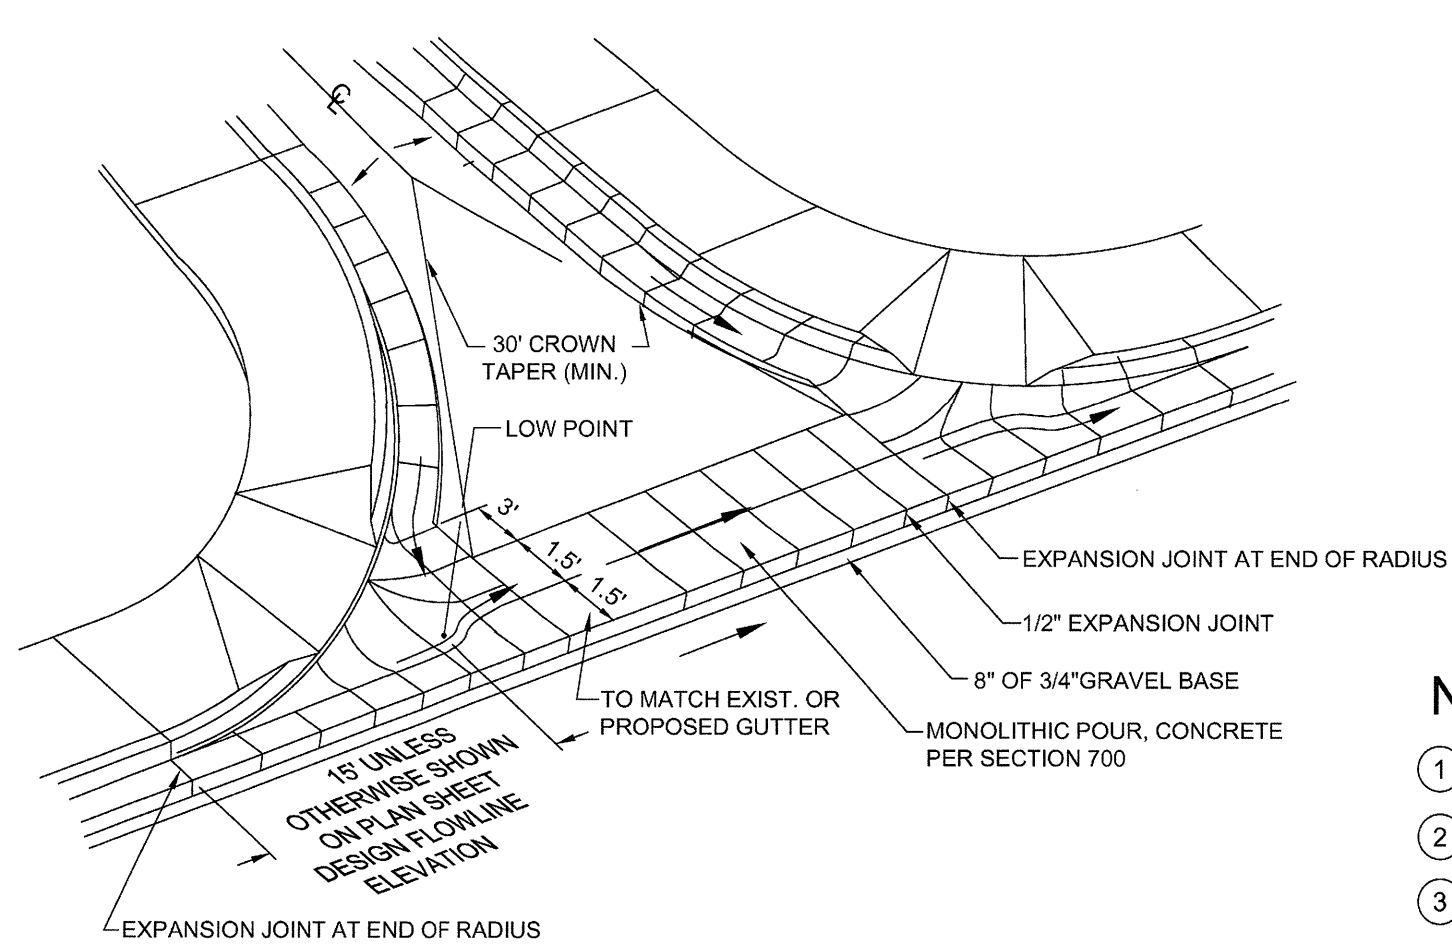 ℄
30' CROWN
TAPER (MIN.)
LOW POINT
3'
1.5'
1.5'
EXPANSION JOINT AT END OF RADIUS
1/2" EXPANSION JOINT
8" OF 3/4"GRAVEL BASE
TO MATCH EXIST. OR
PROPOSED GUTTER
MONOLITHIC POUR, CONCRETE
PER SECTION 700
15' UNLESS
OTHERWISE SHOWN
ON PLAN SHEET
DESIGN FLOWLINE
ELEVATION
EXPANSION JOINT AT END OF RADIUS
1
2
3